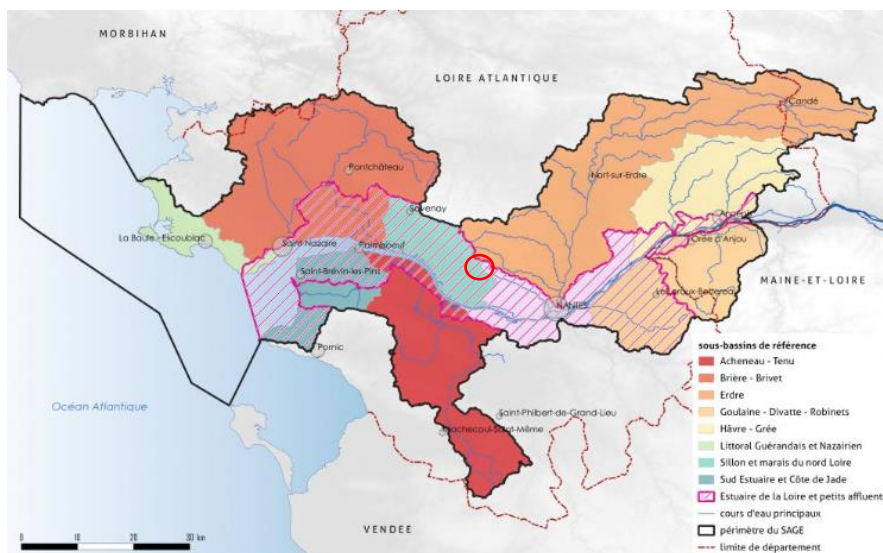 MORBIHAN
LOIRE ATLANTIQUE
Candé
Pontchâteau
Nort-sur-Erdre
Savenay
Ancenis
La Baule - Escoublac
Saint-Nazaire
Paimboeuf
Orée d'Anjou
Saint-Brévin-les-Pins
MAINE-ET-LOIRE
Le Loroux-Bottereau
NANTES
Pornic
sous-bassins de référence
Acheneau - Tenu
Brière - Brivet
Erdre
Océan Atlantique
Goulaine - Divatte - Robinets
Saint-Philbert-de-Grand-Lieu
Hâvre - Grée
Machecoul-Saint-Même
Littoral Guérandais et Nazairien
Sillon et marais du nord Loire
Sud Estuaire et Côte de Jade
Estuaire de la Loire et petits affluent
cours d'eau principaux
VENDEE
périmètre du SAGE
0 10 20 30 km
limite de département